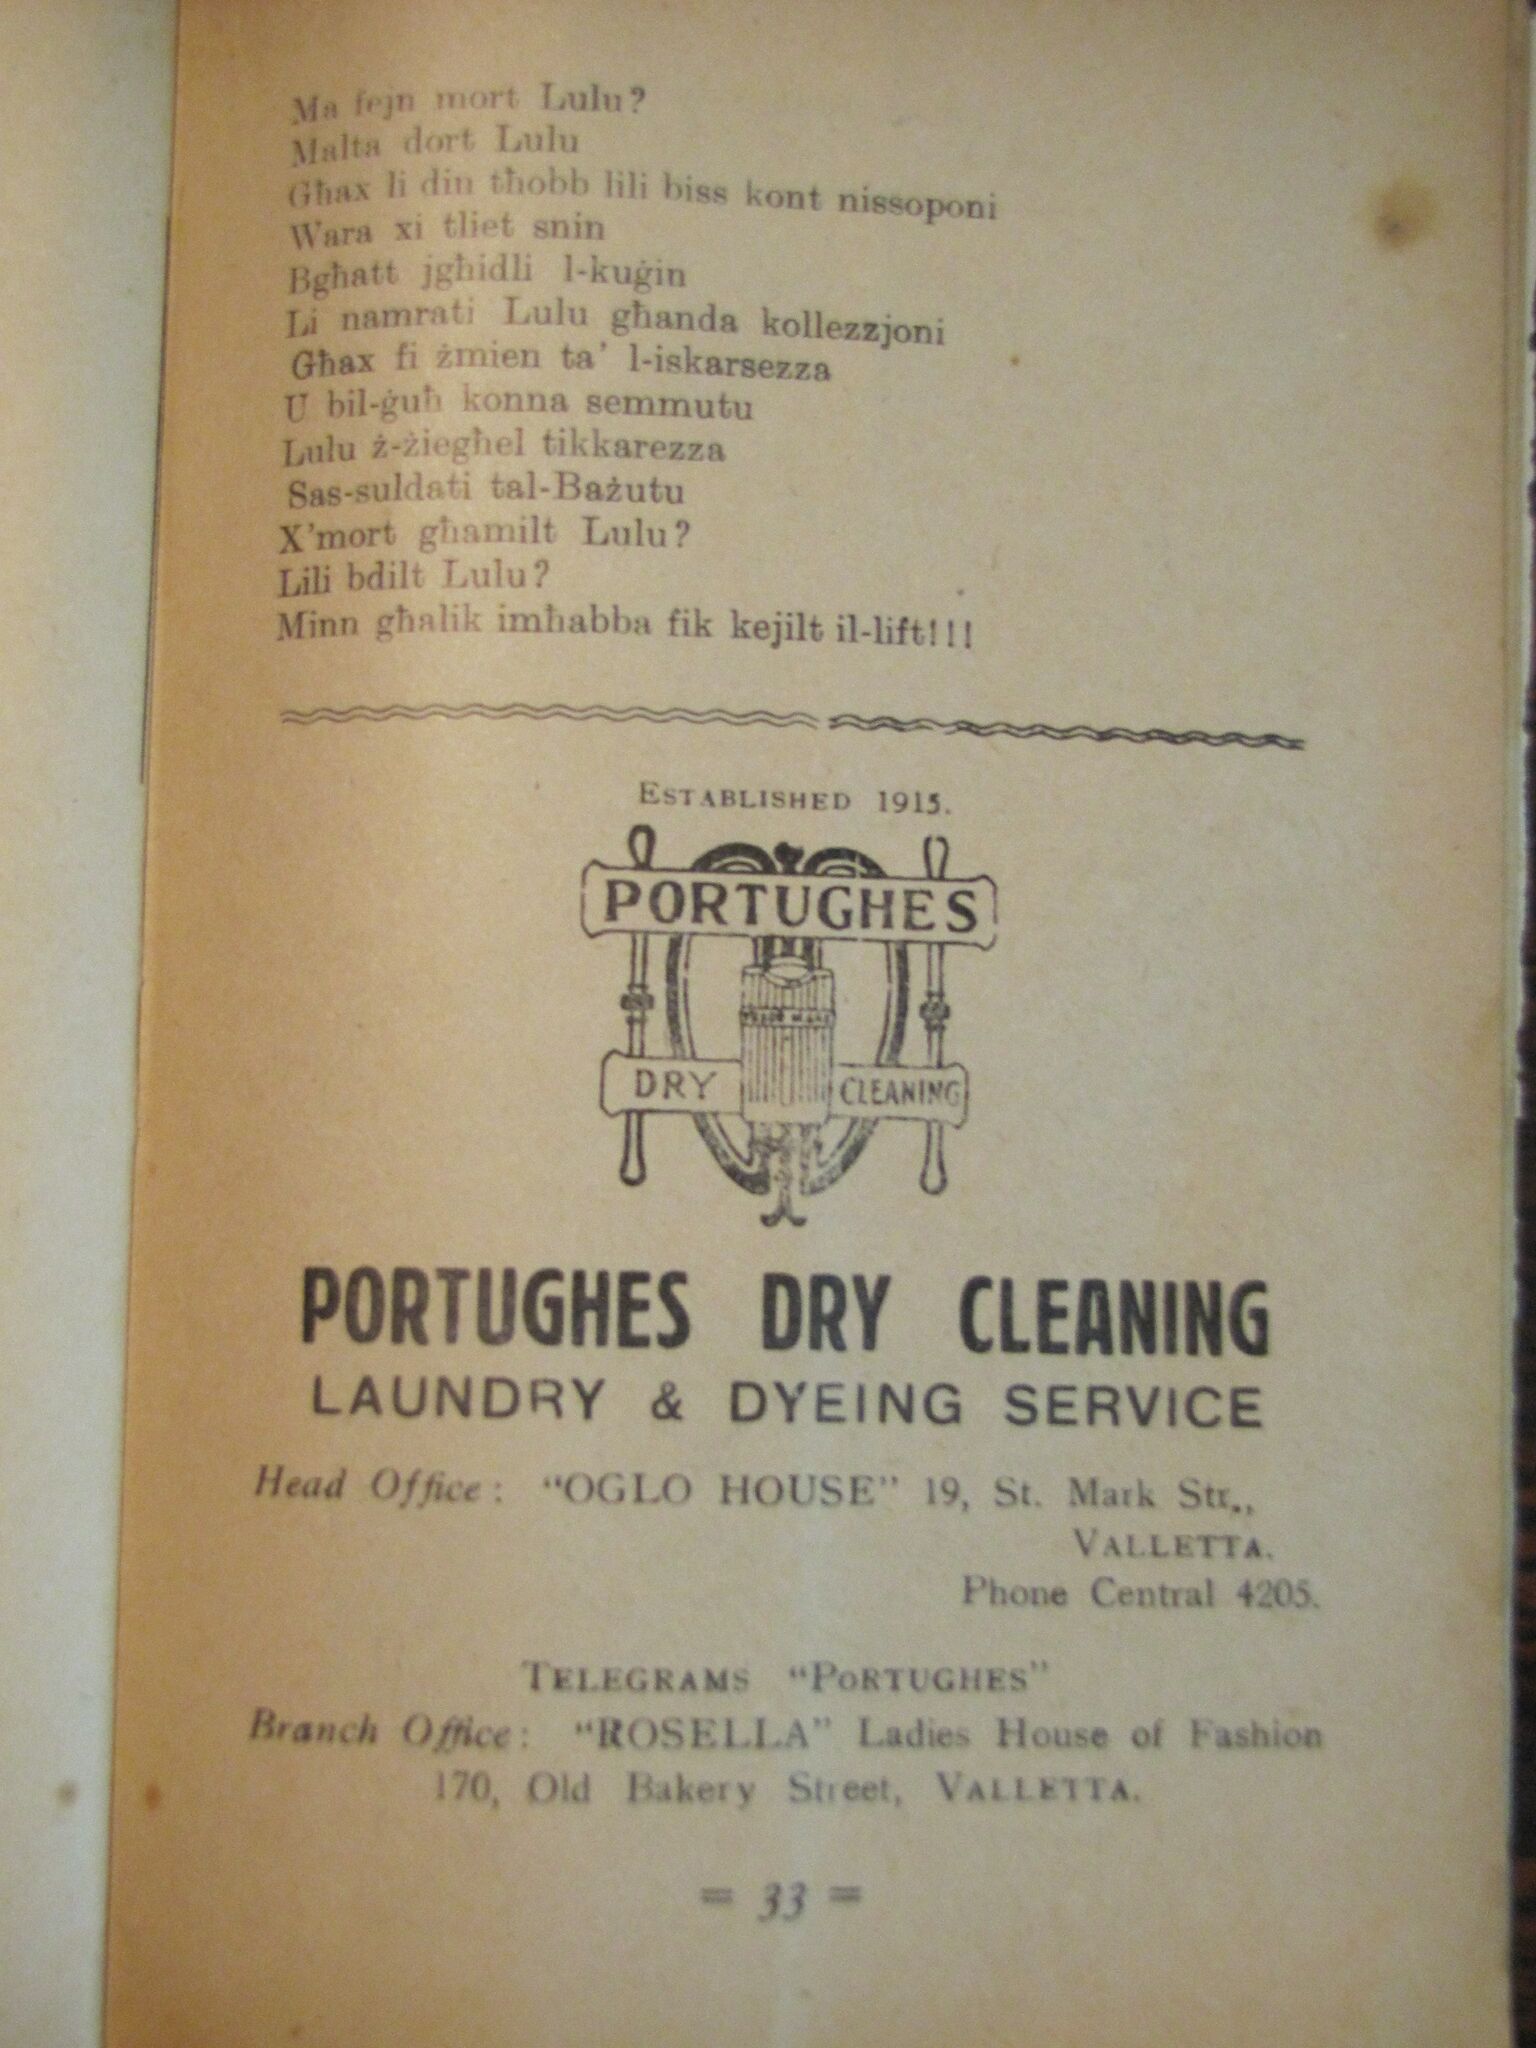 Ma fejn mort Lulu?
Malta dort Lulu
Għax li din tħobb lili biss kont nissoponi
Wara xi tliet snin
Bgħatt jgħidli l-kuġin
Li namrati Lulu għanda kollezzjoni
Għax fi żmien ta' l-iskarsezza
U bil-ġuħ konna semmutu
Lulu ż-żiegħel tikkarezza
Sas-suldati tal-Bażutu
X'mort għamilt Lulu?
Lili bdilt Lulu?
Minn għalik imħabba fik kejilt il-lift!!!
ESTABLISHED 1915.
PORTUGHES
DRY CLEANING
PORTUGHES DRY CLEANING
LAUNDRY & DYEING SERVICE
Head Office: "OGLO HOUSE" 19, St. Mark Str.,
VALLETTA.
Phone Central 4205.
TELEGRAMS "PORTUGHES"
Branch Office: "ROSELLA" Ladies House of Fashion
170, Old Bakery Street, VALLETTA.
= 33 =